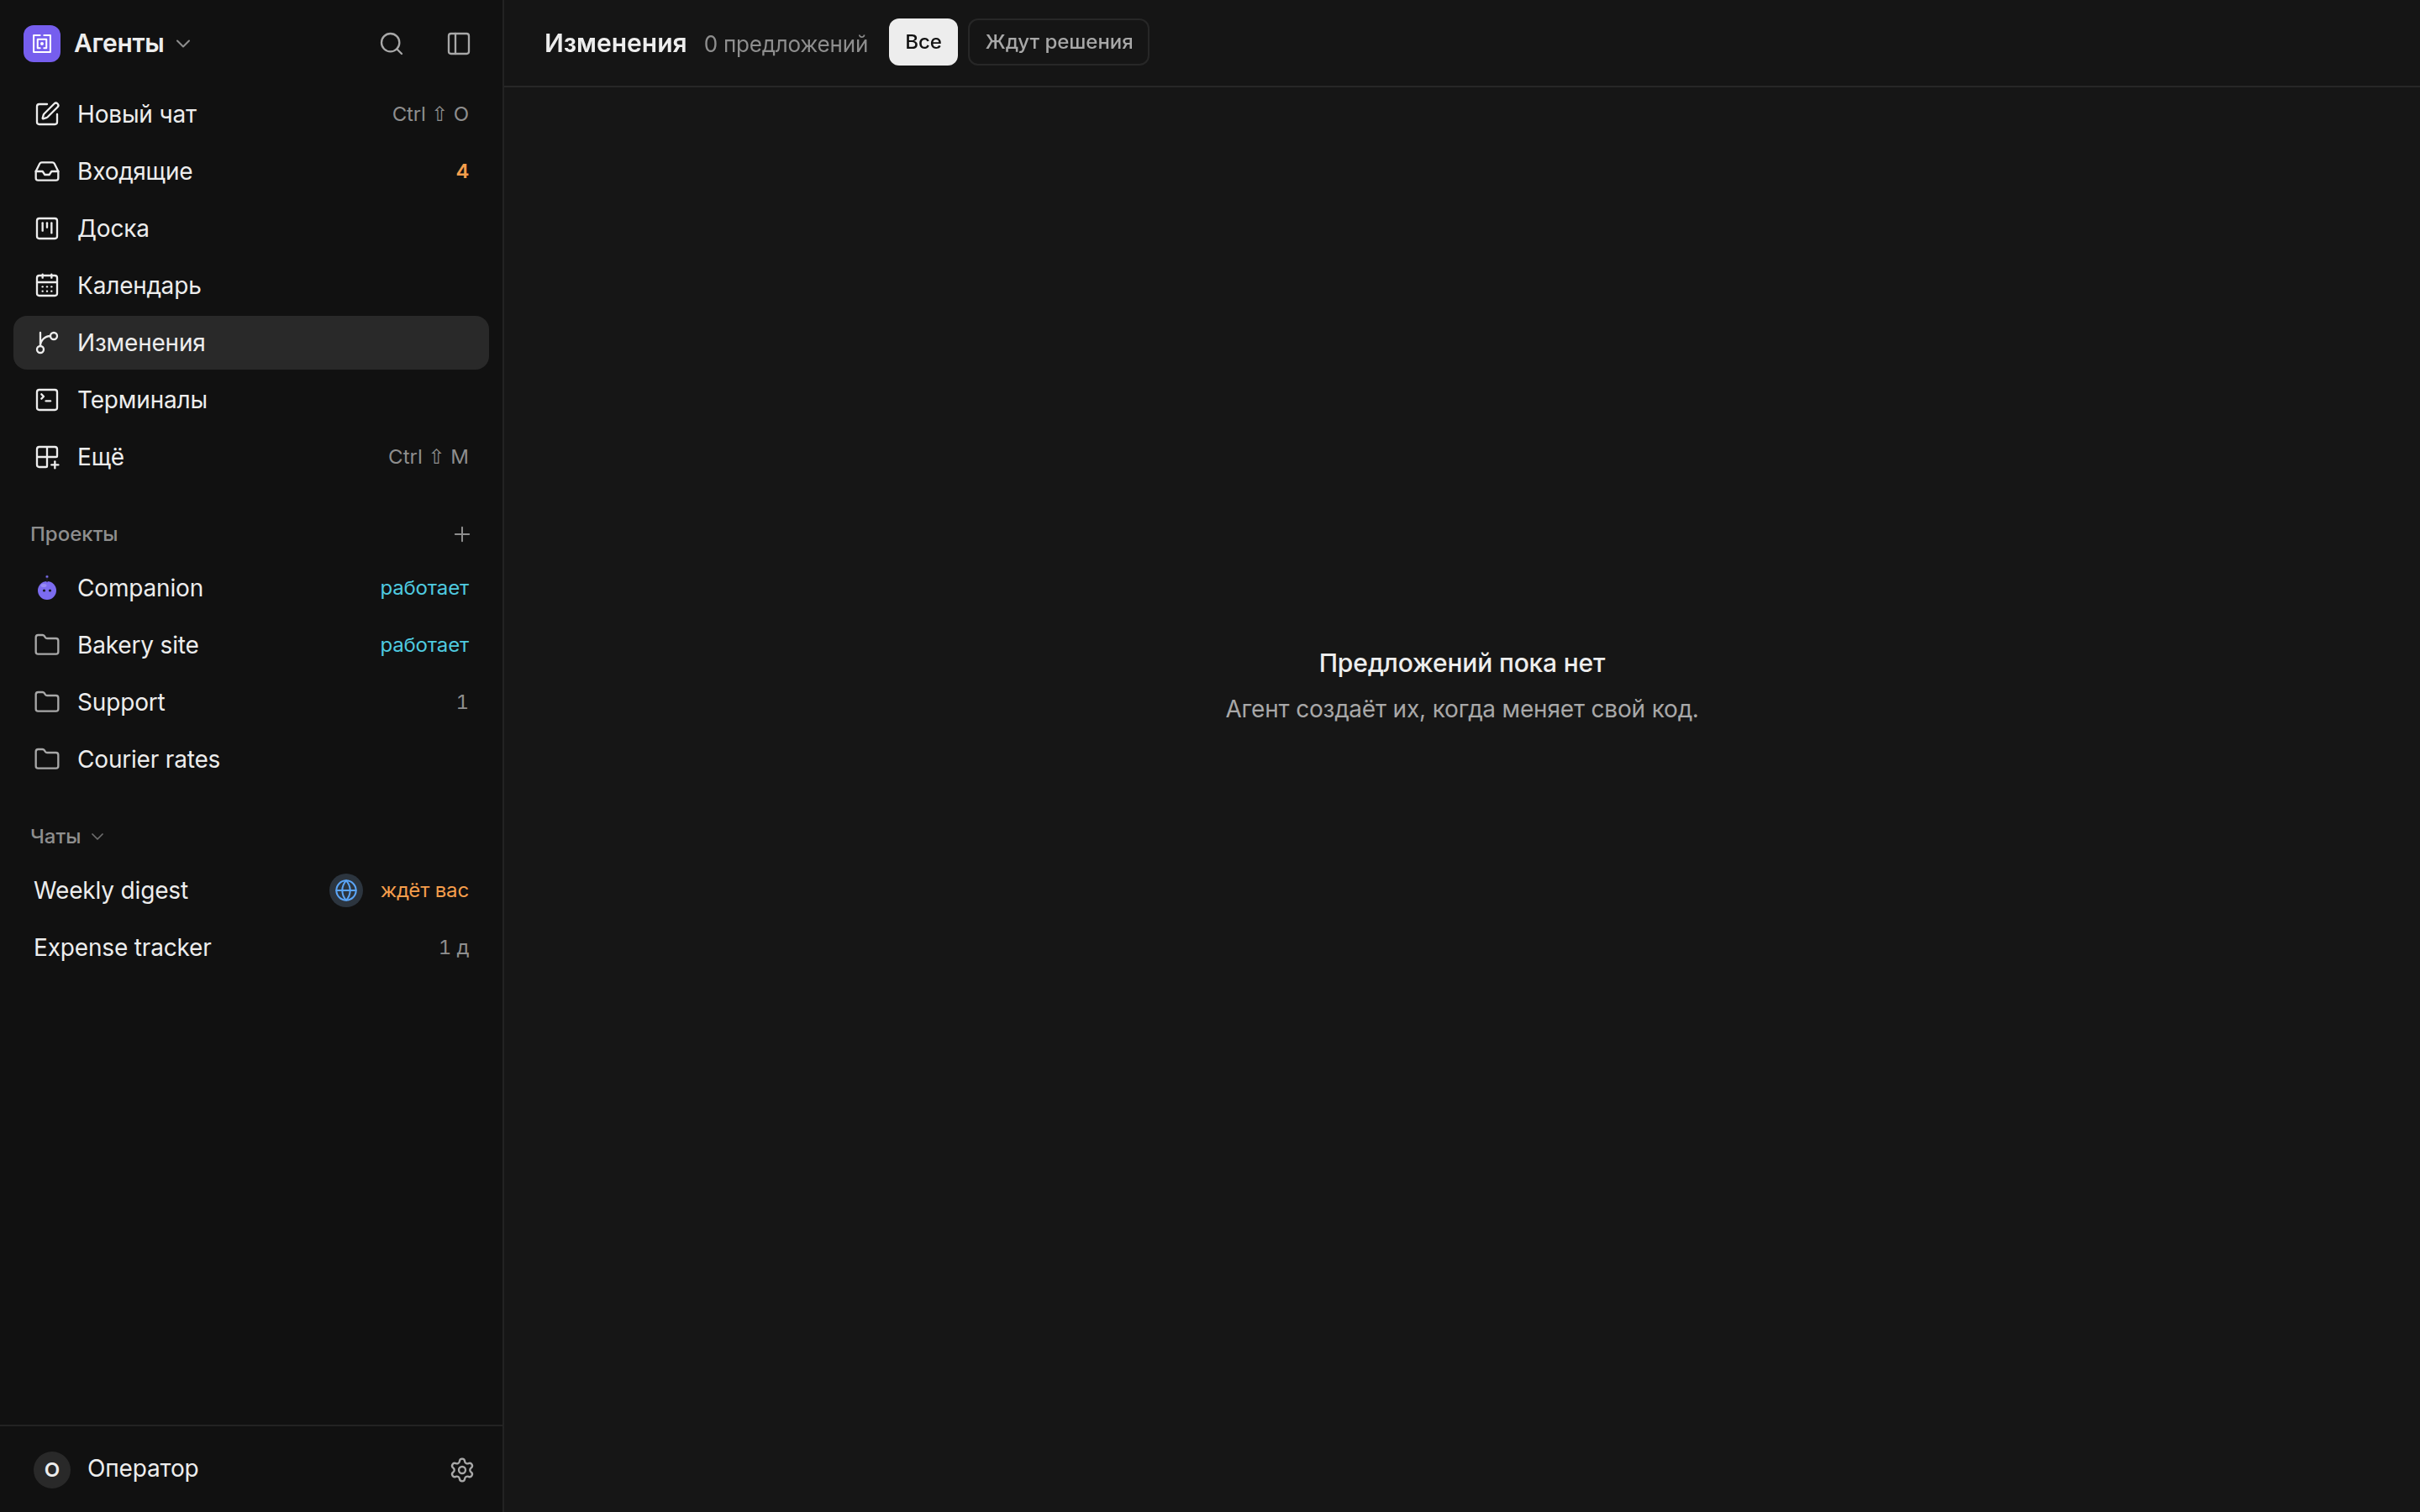 Агенты
Новый чат Ctrl ⇧ O
Входящие 4
Доска
Календарь
Изменения
Терминалы
Ещё Ctrl ⇧ M
Проекты
Companion работает
Bakery site работает
Support 1
Courier rates
Чаты
Weekly digest ждёт вас
Expense tracker 1 д
О Оператор
Изменения 0 предложений Все Ждут решения
Предложений пока нет
Агент создаёт их, когда меняет свой код.